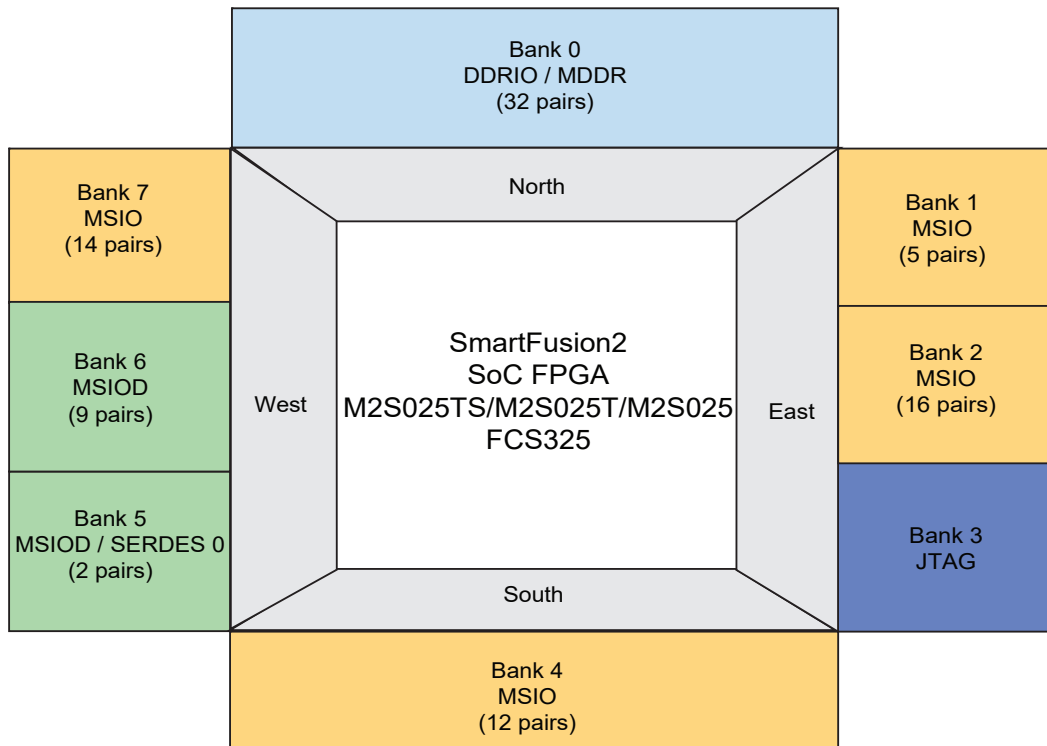 Bank 0
DDRIO / MDDR
(32 pairs)
North
Bank 7
MSIO
(14 pairs)
Bank 1
MSIO
(5 pairs)
Bank 6
MSIOD
(9 pairs)
West
SmartFusion2
SoC FPGA
M2S025TS/M2S025T/M2S025
FCS325
East
Bank 2
MSIO
(16 pairs)
Bank 5
MSIOD / SERDES 0
(2 pairs)
Bank 3
JTAG
South
Bank 4
MSIO
(12 pairs)